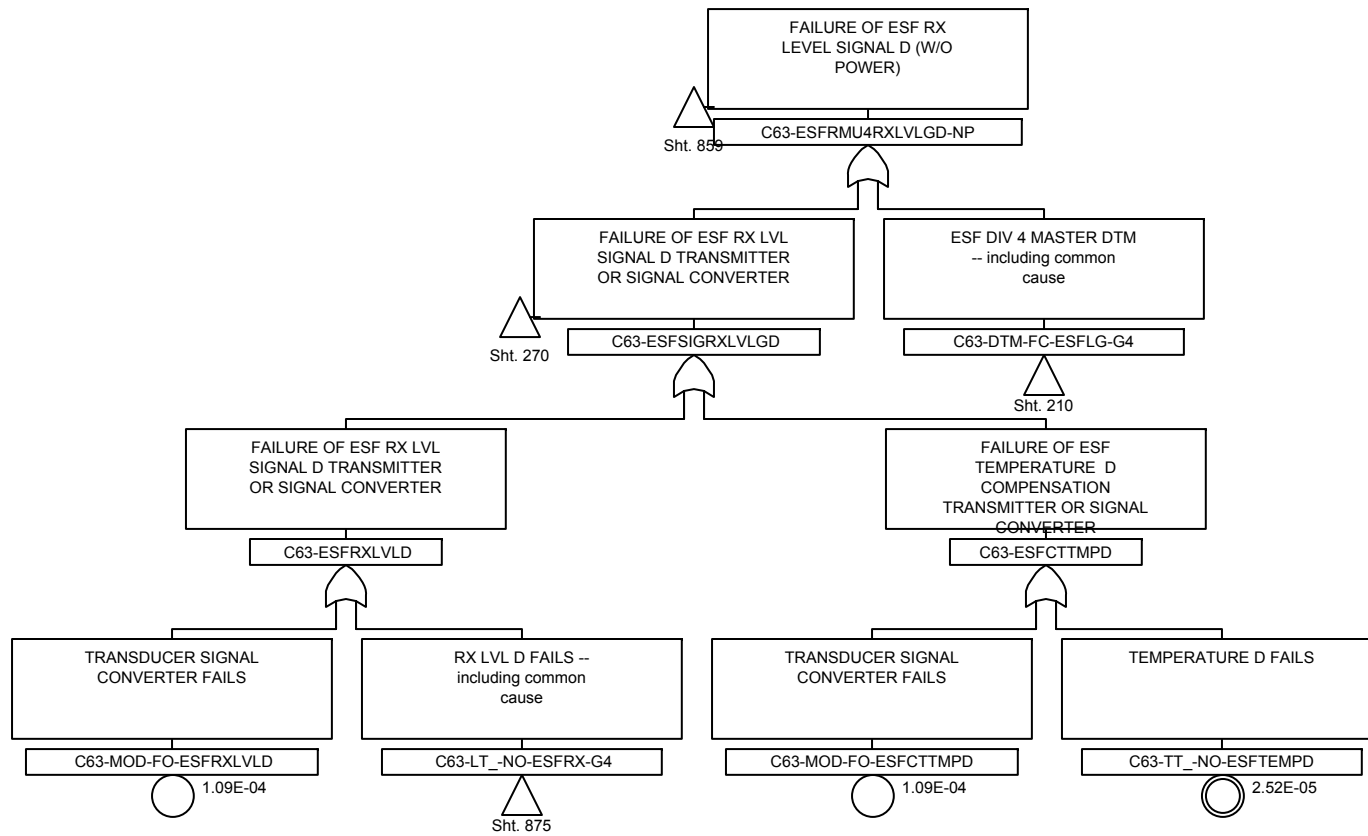 FAILURE OF ESF RX
LEVEL SIGNAL D (W/O
POWER)
C63-ESFRMU4RXLVLGD-NP
Sht. 859
FAILURE OF ESF RX LVL
SIGNAL D TRANSMITTER
OR SIGNAL CONVERTER
C63-ESFSIGRXLVLGD
Sht. 270
ESF DIV 4 MASTER DTM
-- including common
cause
C63-DTM-FC-ESFLG-G4
Sht. 210
FAILURE OF ESF RX LVL
SIGNAL D TRANSMITTER
OR SIGNAL CONVERTER
C63-ESFRXLVLD
FAILURE OF ESF
TEMPERATURE D
COMPENSATION
TRANSMITTER OR SIGNAL
CONVERTER
C63-ESFCTTMPD
TRANSDUCER SIGNAL
CONVERTER FAILS
C63-MOD-FO-ESFRXLVLD
1.09E-04
RX LVL D FAILS --
including common
cause
C63-LT_-NO-ESFRX-G4
Sht. 875
TRANSDUCER SIGNAL
CONVERTER FAILS
C63-MOD-FO-ESFCTTMPD
1.09E-04
TEMPERATURE D FAILS
C63-TT_-NO-ESFTEMPD
2.52E-05